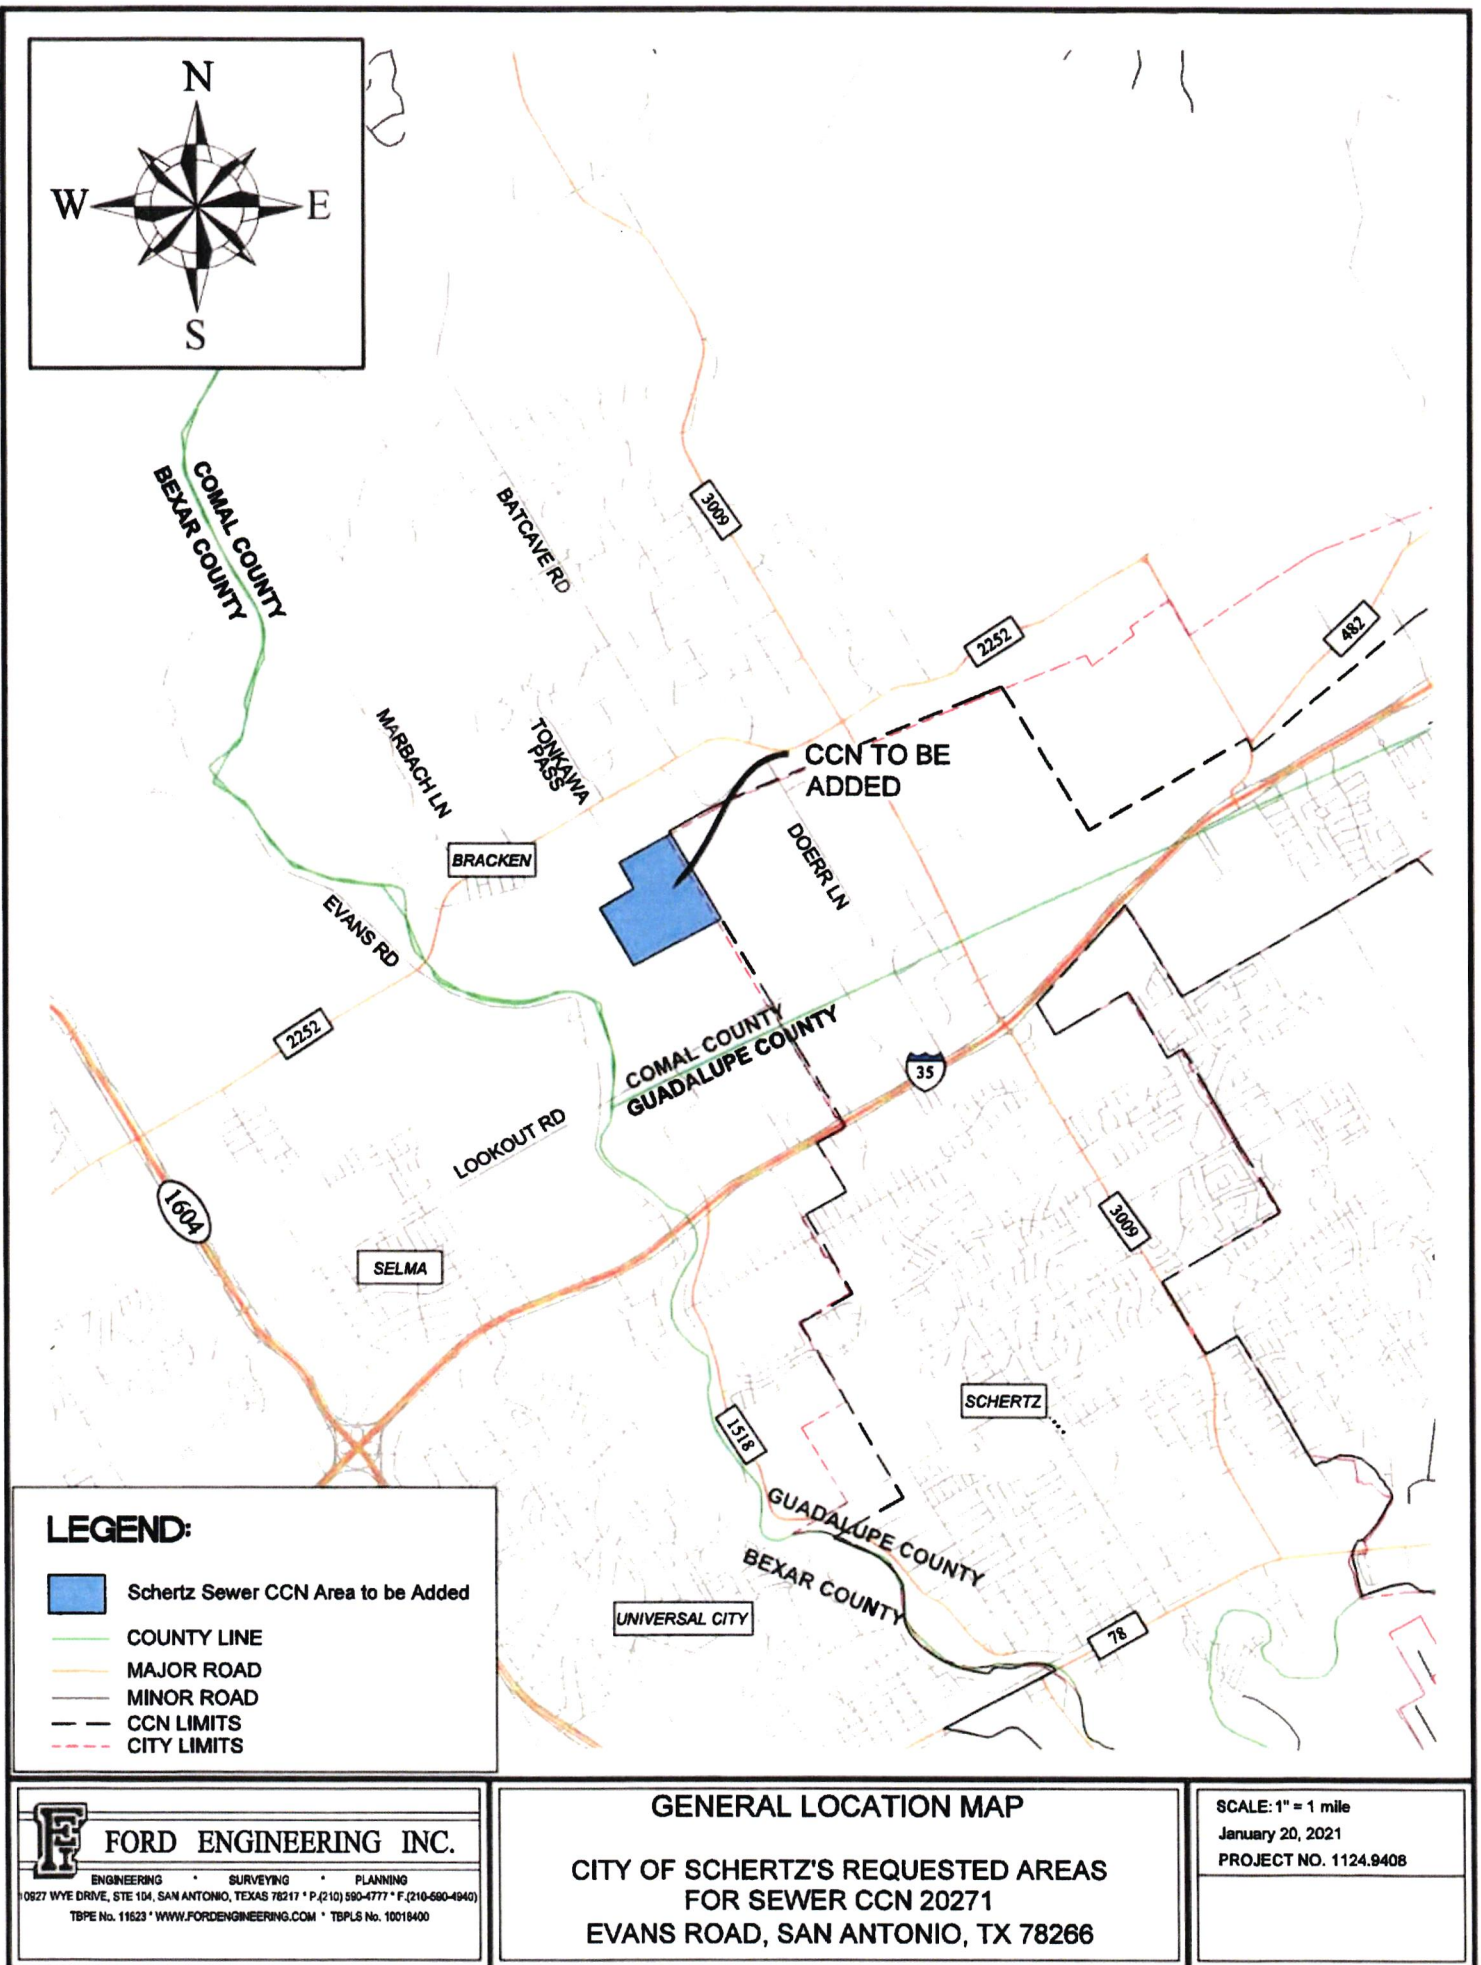 N
W
E
S
COMAL COUNTY
BEXAR COUNTY
BATCAVE RD
3009
2252
482
MARBACH LN
TONKAWA
PASS
CCN TO BE
ADDED
DOERR LN
BRACKEN
EVANS RD
2252
COMAL COUNTY
GUADALUPE COUNTY
35
LOOKOUT RD
1604
3009
SELMA
SCHERTZ
1518
GUADALUPE COUNTY
BEXAR COUNTY
UNIVERSAL CITY
78
LEGEND:
Schertz Sewer CCN Area to be Added
COUNTY LINE
MAJOR ROAD
MINOR ROAD
CCN LIMITS
CITY LIMITS
FORD ENGINEERING INC.
ENGINEERING • SURVEYING • PLANNING
10927 WYE DRIVE, STE 104, SAN ANTONIO, TEXAS 78217 * P.(210) 590-4777 * F.(210-590-4940)
TBPE No. 11523 * WWW.FORDENGINEERING.COM * TBPLS No. 10018400
GENERAL LOCATION MAP
CITY OF SCHERTZ'S REQUESTED AREAS
FOR SEWER CCN 20271
EVANS ROAD, SAN ANTONIO, TX 78266
SCALE: 1" = 1 mile
January 20, 2021
PROJECT NO. 1124.9408